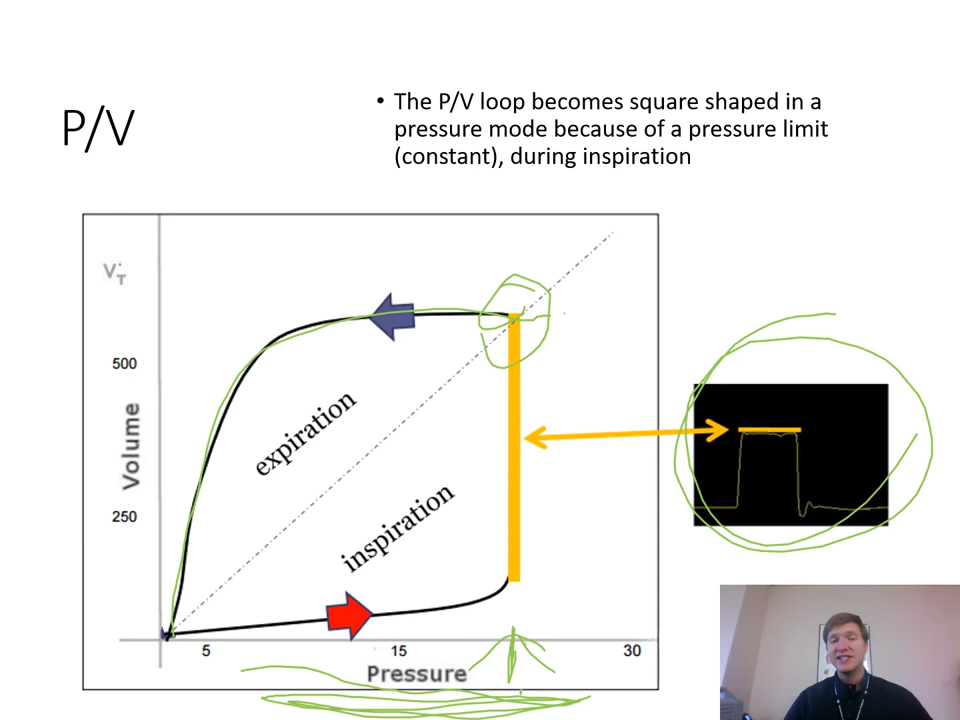 P/V
• The P/V loop becomes square shaped in a
pressure mode because of a pressure limit
(constant), during inspiration
V̇T
500
Volume
250
expiration
inspiration
5 15 30
Pressure